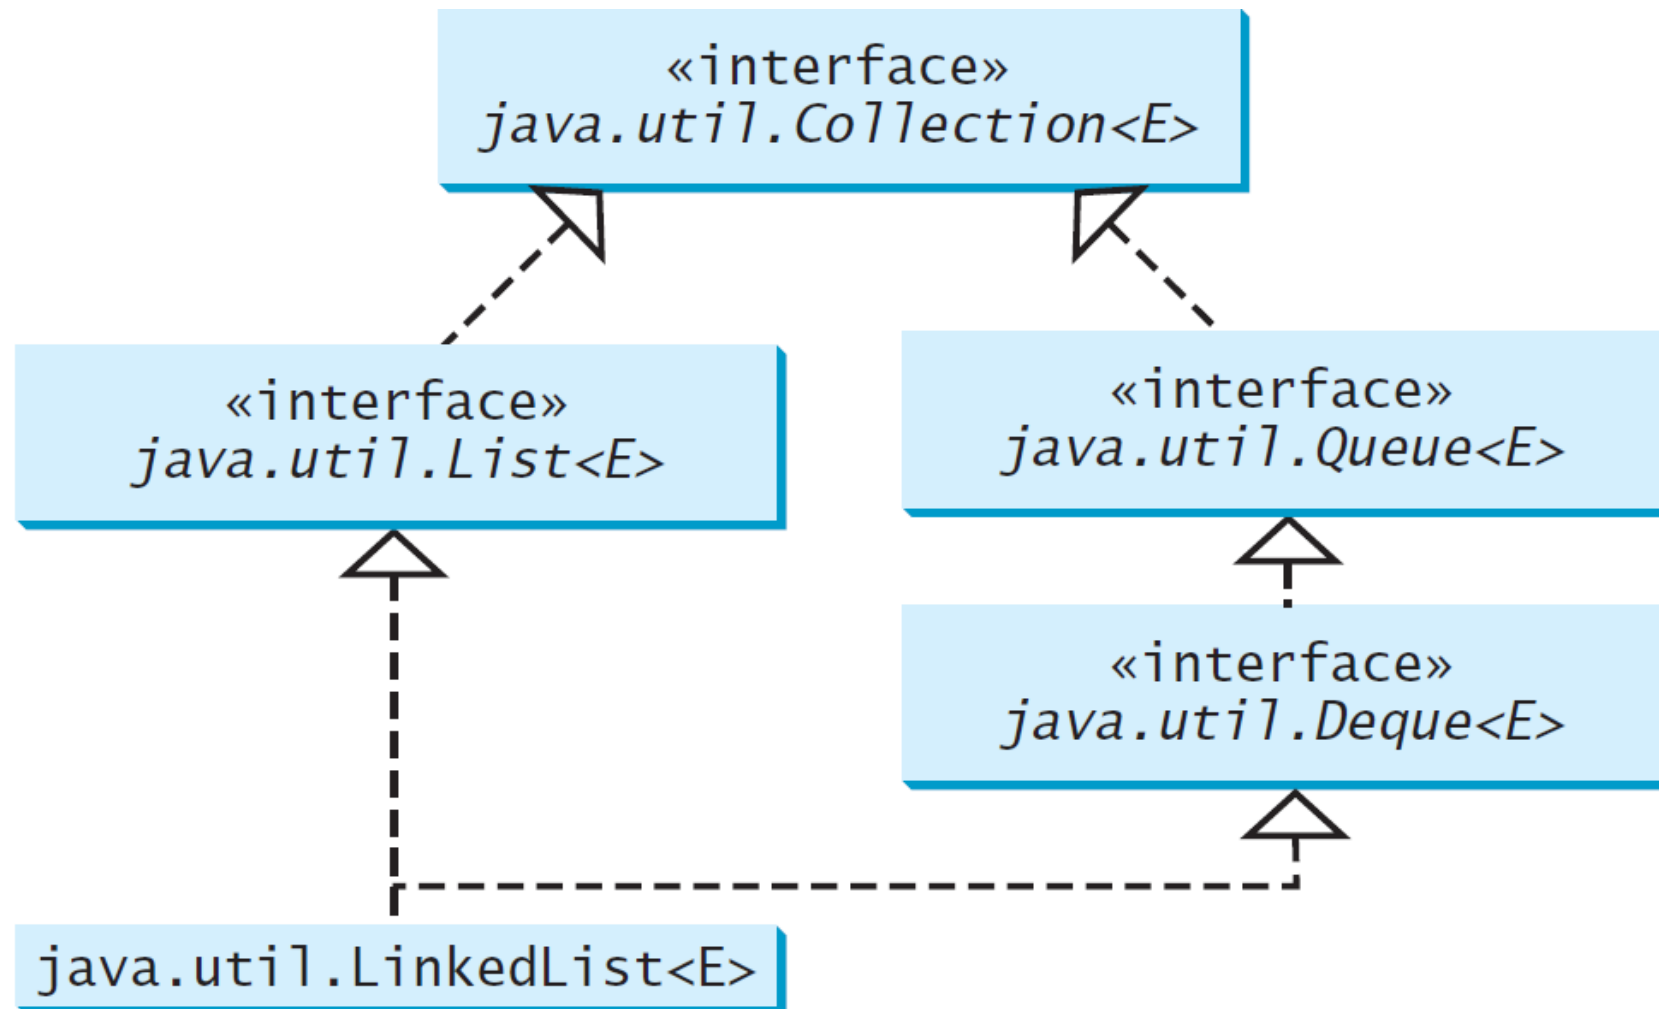 «interface»
java.util.Collection<E>
«interface»
java.util.List<E>
«interface»
java.util.Queue<E>
«interface»
java.util.Deque<E>
java.util.LinkedList<E>